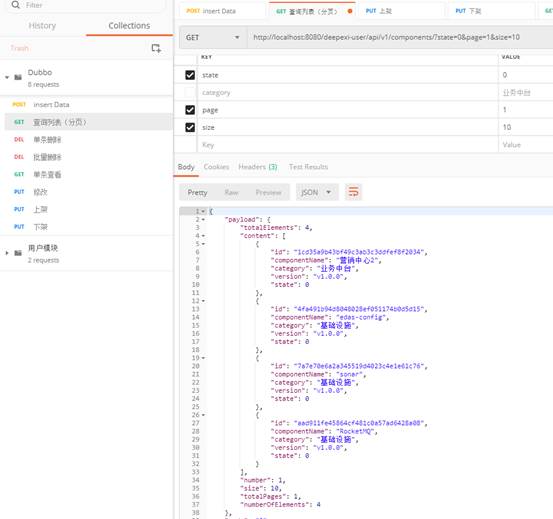 Filter
History
Collections
Trash
Dubbo
8 requests
POST insert Data
GET 查询列表（分页）
DEL 单条删除
DEL 批量删除
GET 单条查看
PUT 修改
PUT 上架
PUT 下架
用户模块
2 requests
POST insert Data
GET 查询列表（分页）
PUT 上架
PUT 下架
GET
GET
http://localhost:8080/deepexi-user/api/v1/components/?state=0&page=1&size=10
KEY VALUE
state 0
category 业务中台
page 1
size 10
Key Value
Body Cookies Headers (3) Test Results
Pretty Raw Preview JSON
1 {
2 "payload": {
3 "totalElements": 4,
4 "content": [
5 {
6 "id": "1cd35a9b43bf49c3ab3c3ddfef8f2034",
7 "componentName": "营销中心2",
8 "category": "业务中台",
9 "version": "v1.0.0",
10 "state": 0
11 },
12 {
13 "id": "4fa491b94d8048028ef051174b0d5d15",
14 "componentName": "edas-config",
15 "category": "基础设施",
16 "version": "v1.0.0",
17 "state": 0
18 },
19 {
20 "id": "7a7e70e6a2a345519d4023c4e1e61c76",
21 "componentName": "sonar",
22 "category": "基础设施",
23 "version": "v1.0.0",
24 "state": 0
25 },
26 {
27 "id": "aad911fe45864cf481c0a57ad6428a08",
28 "componentName": "RocketMQ",
29 "category": "基础设施",
30 "version": "v1.0.0",
31 "state": 0
32 }
33 ],
34 "number": 1,
35 "size": 10,
36 "totalPages": 1,
37 "numberOfElements": 4
38 },